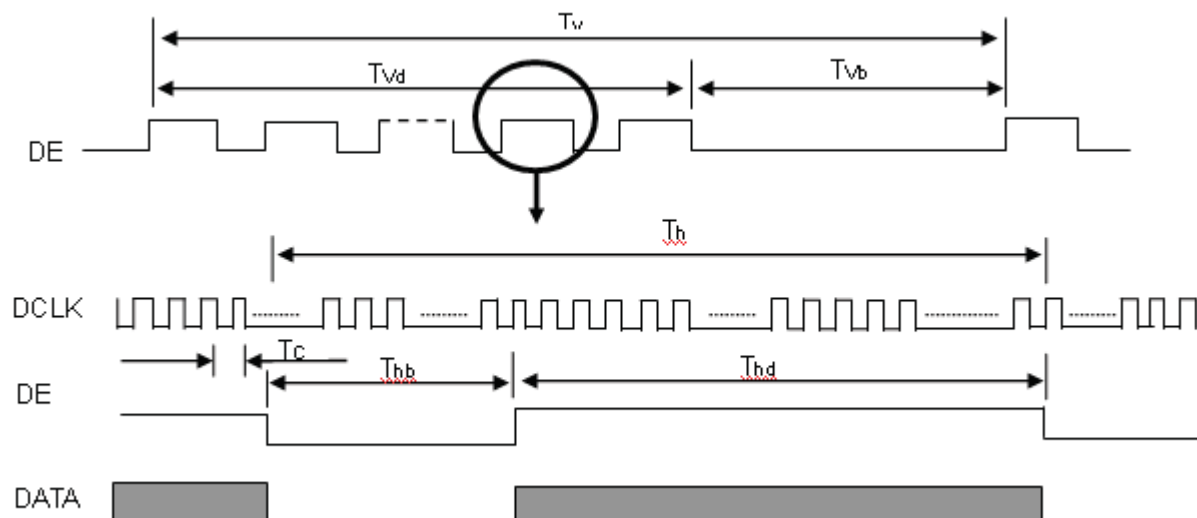 Tv
Tvd
Tvb
DE
Th
DCLK
Tc
Thb
Thd
DE
DATA